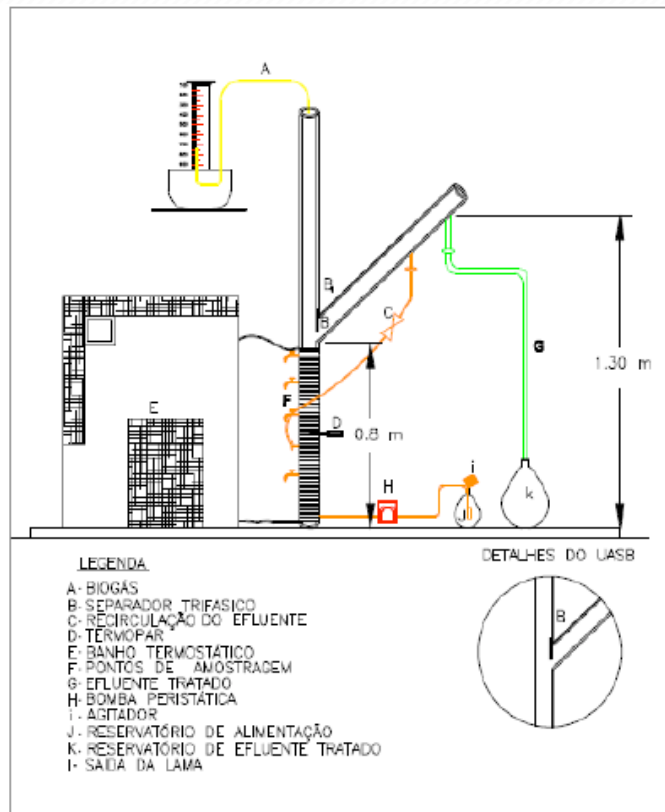 A
B
B
C
E
F
D
0.8 m
1.30 m
G
H
i
J
k
LEGENDA
DETALHES DO UASB
B
A- BIOGÁS
B- SEPARADOR TRIFASICO
C- RECIRCULAÇÃO DO EFLUENTE
D- TERMOPAR
E- BANHO TERMOSTÁTICO
F- PONTOS DE AMOSTRAGEM
G- EFLUENTE TRATADO
H- BOMBA PERISTÁTICA
i- AGITADOR
J- RESERVATÓRIO DE ALIMENTAÇÃO
K- RESERVATÓRIO DE EFLUENTE TRATADO
I- SAÍDA DA LAMA